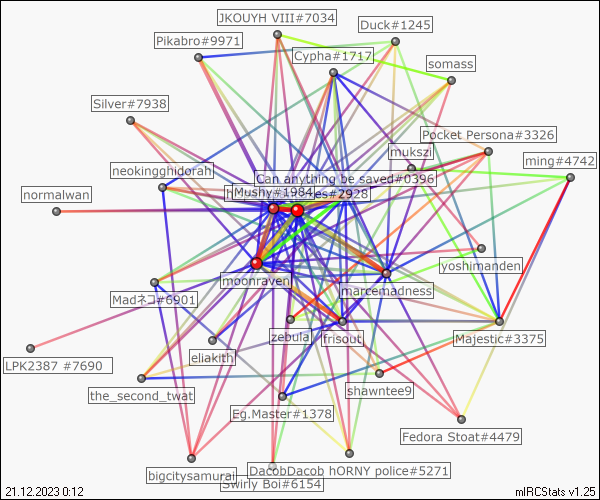 JKOUYH VIII#7034
Duck#1245
Pikabro#9971
Cypha#1717
somass
Silver#7938
Pocket Persona#3326
mukszi
ming#4742
neokingghidorah
Can anything be saved#0396
Mushy#1984
es#2928
normalwan
yoshimanden
moonraven
marcemadness
Madネコ#6901
zebula
frisout
Majestic#3375
eliakith
LPK2387 #7690
the_second_twat
shawntee9
Eg.Master#1378
Fedora Stoat#4479
bigcitysamurai
DacobDacob hORNY police#5271
Swirly Boi#6154
21.12.2023 0:12
mIRCStats v1.25